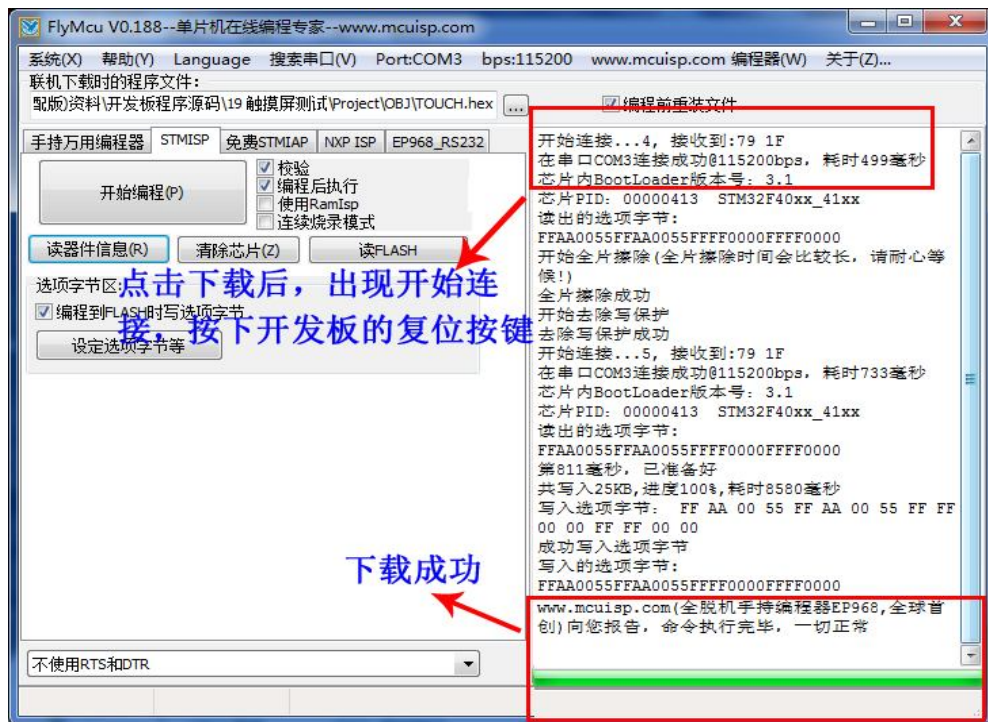 FlyMcu V0.188--单片机在线编程专家--www.mcuisp.com
系统(X) 帮助(Y) Language 搜索串口(V) Port:COM3 bps:115200 www.mcuisp.com 编程器(W) 关于(Z)...
联机下载时的程序文件：
配版)资料\开发板程序源码\19 触摸屏测试\Project\OBJ\TOUCH.hex ... 编程前重装文件
手持万用编程器 STMISP 免费STMIAP NXP ISP EP968_RS232
开始编程(P)
校验
编程后执行
使用RamIsp
连续烧录模式
读器件信息(R) 清除芯片(Z) 读FLASH
选项字节区:
编程到FLASH时写选项字节
设定选项字节等
点击下载后，出现开始连
接，按下开发板的复位按键
下载成功
不使用RTS和DTR
开始连接...4, 接收到:79 1F
在串口COM3连接成功@115200bps, 耗时499毫秒
芯片内BootLoader版本号: 3.1
芯片PID: 00000413 STM32F40xx_41xx
读出的选项字节:
FFAA0055FFAA0055FFFF0000FFFF0000
开始全片擦除(全片擦除时间会比较长, 请耐心等
候!)
全片擦除成功
开始去除写保护
去除写保护成功
开始连接...5, 接收到:79 1F
在串口COM3连接成功@115200bps, 耗时733毫秒
芯片内BootLoader版本号: 3.1
芯片PID: 00000413 STM32F40xx_41xx
读出的选项字节:
FFAA0055FFAA0055FFFF0000FFFF0000
第811毫秒, 已准备好
共写入25KB,进度100%,耗时8580毫秒
写入选项字节: FF AA 00 55 FF AA 00 55 FF FF
00 00 FF FF 00 00
成功写入选项字节
写入的选项字节:
FFAA0055FFAA0055FFFF0000FFFF0000
www.mcuisp.com(全脱机手持编程器EP968,全球首
创)向您报告, 命令执行完毕, 一切正常